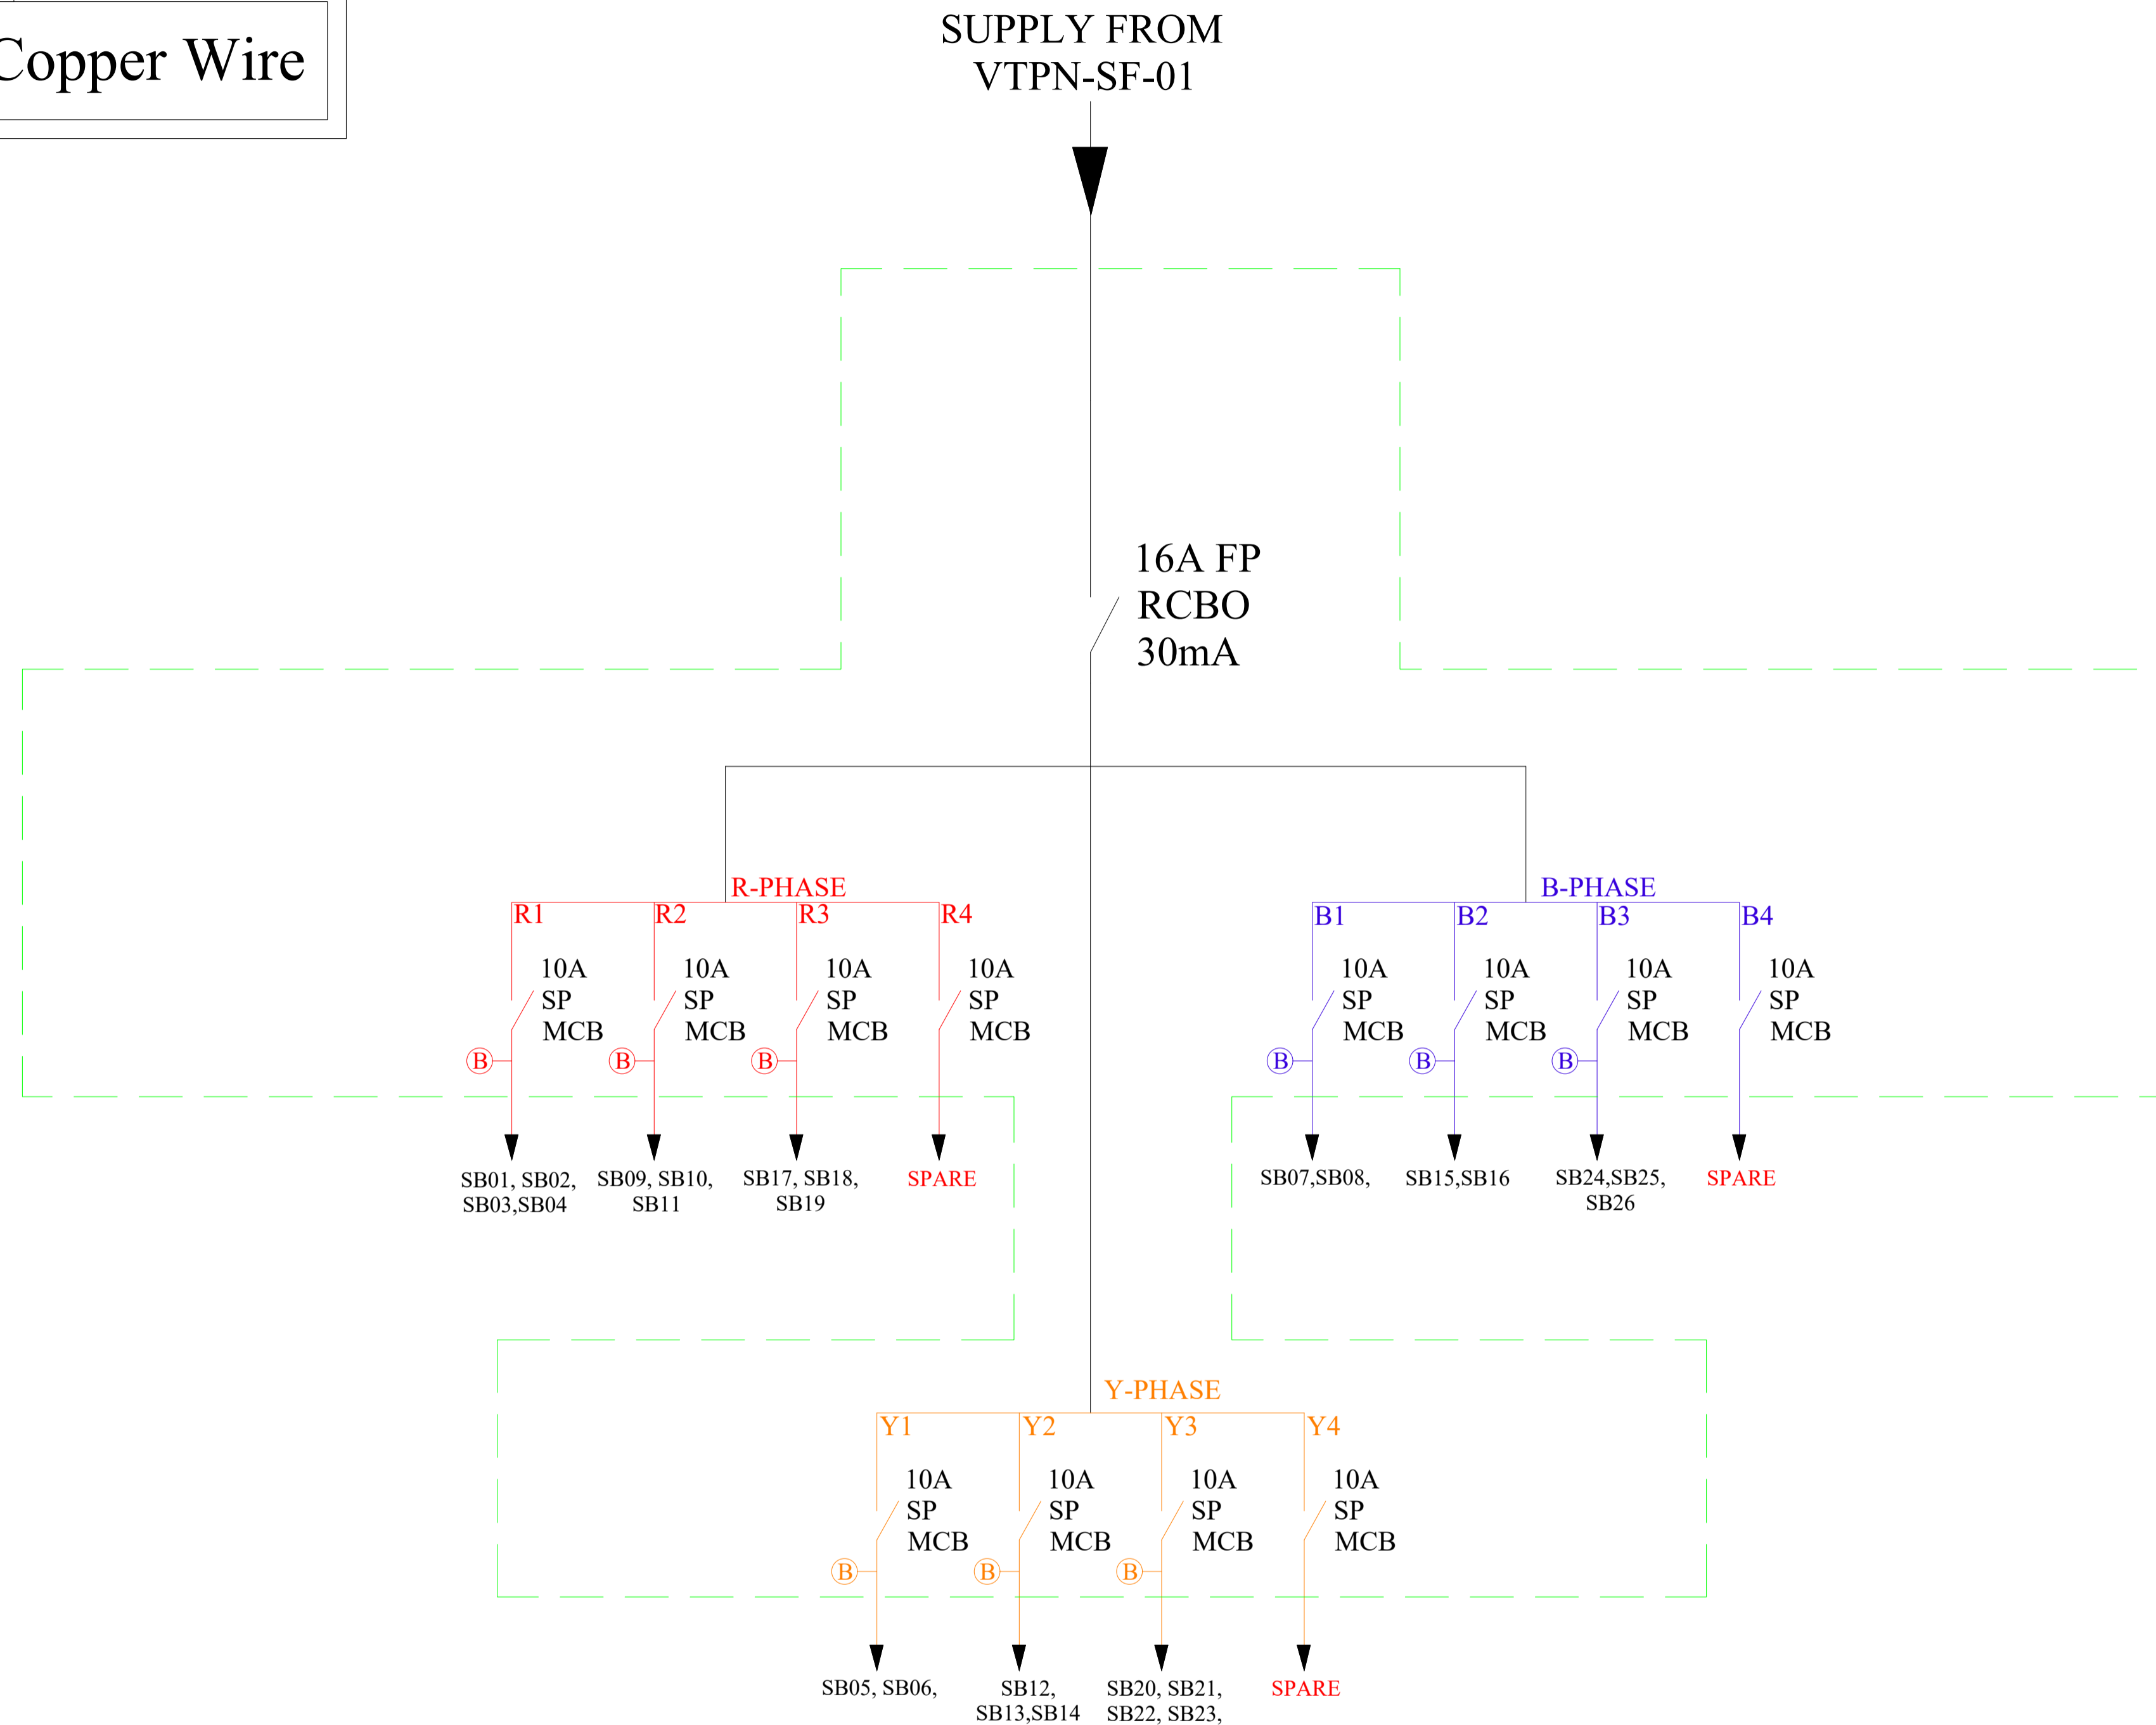 Copper Wire
SUPPLY FROM
VTPN-SF-01
16A FP
RCBO
30mA
R-PHASE
R1
R2
R3
R4
10A
SP
MCB
10A
SP
MCB
10A
SP
MCB
10A
SP
MCB
B
B
B
SB01, SB02,
SB03,SB04
SB09, SB10,
SB11
SB17, SB18,
SB19
SPARE
B-PHASE
B1
B2
B3
B4
10A
SP
MCB
10A
SP
MCB
10A
SP
MCB
10A
SP
MCB
B
B
B
SB07,SB08,
SB15,SB16
SB24,SB25,
SB26
SPARE
Y-PHASE
Y1
Y2
Y3
Y4
10A
SP
MCB
10A
SP
MCB
10A
SP
MCB
10A
SP
MCB
B
B
B
SB05, SB06,
SB12,
SB13,SB14
SB20, SB21,
SB22, SB23,
SPARE